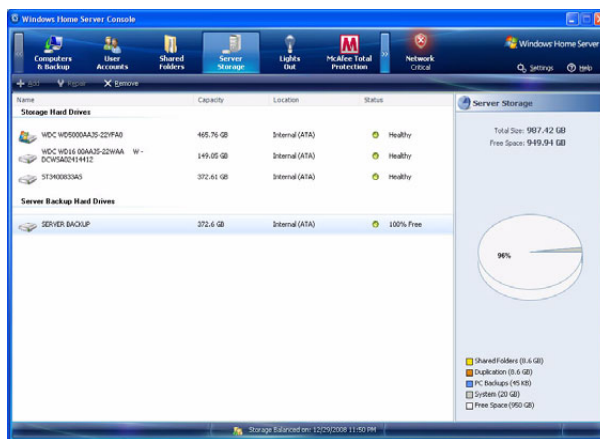 Windows Home Server Console
Computers & Backup
User Accounts
Shared Folders
Server Storage
Lights Out
McAfee Total Protection
Network Critical
Windows Home Server
Settings
Help
Add
Repair
Remove
Name Capacity Location Status
Storage Hard Drives
WDC WD5000AAJS-22YFA0 465.76 GB Internal (ATA) Healthy
WDC WD16 00AAJS-22WAA W - 149.05 GB Internal (ATA) Healthy
DCWSA02414412
ST3400833AS 372.61 GB Internal (ATA) Healthy
Server Backup Hard Drives
SERVER BACKUP 372.6 GB Internal (ATA) 100% Free
Server Storage
Total Size: 987.42 GB
Free Space: 949.94 GB
96%
Shared Folders (8.6 GB)
Duplication (8.6 GB)
PC Backups (45 KB)
System (20 GB)
Free Space (950 GB)
Storage Balanced on: 12/29/2008 11:50 PM